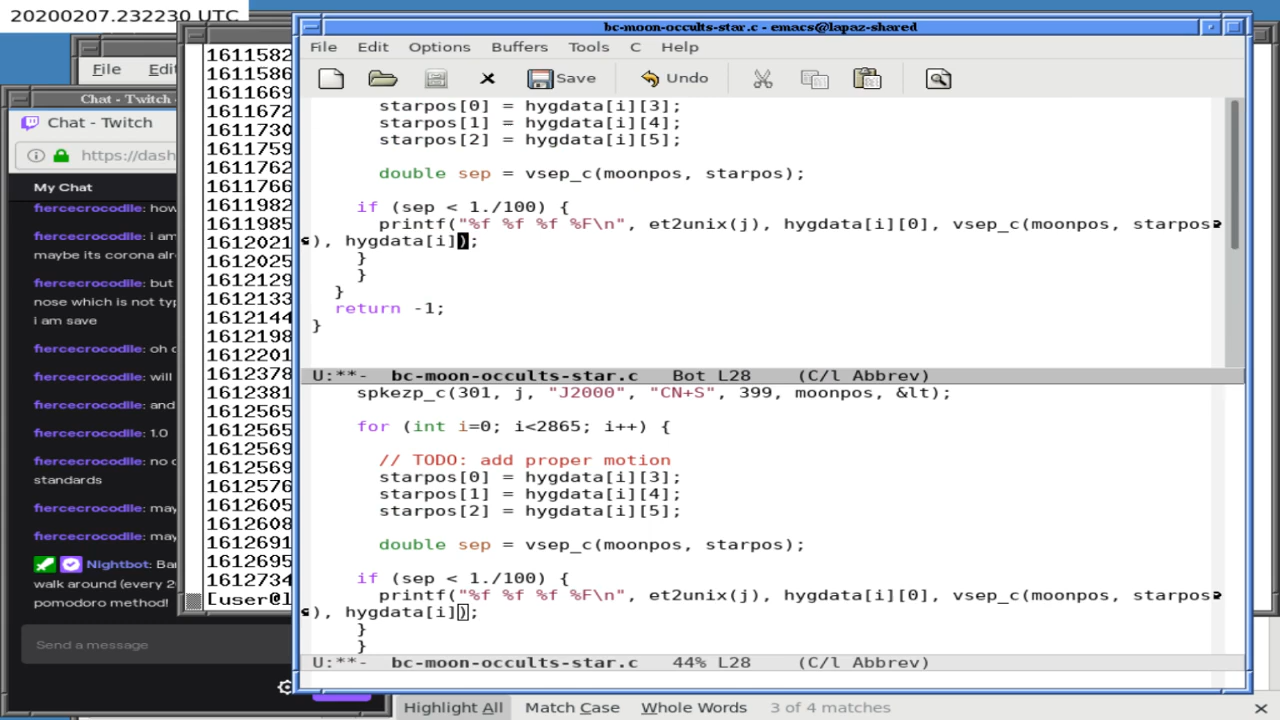 20200207.232230 UTC
bc-moon-occults-star.c - emacs@lapaz-shared
File Edit Options Buffers Tools C Help
Save Undo
starpos[0] = hygdata[i][3];
starpos[1] = hygdata[i][4];
starpos[2] = hygdata[i][5];
double sep = vsep_c(moonpos, starpos);
if (sep < 1./100) {
printf("%f %f %f %F\n", et2unix(j), hygdata[i][0], vsep_c(moonpos, starpos
), hygdata[i]);
}
}
}
return -1;
}
U:**- bc-moon-occults-star.c Bot L28 (C/l Abbrev)
spkezp_c(301, j, "J2000", "CN+S", 399, moonpos, &lt);
for (int i=0; i<2865; i++) {
// TODO: add proper motion
starpos[0] = hygdata[i][3];
starpos[1] = hygdata[i][4];
starpos[2] = hygdata[i][5];
double sep = vsep_c(moonpos, starpos);
if (sep < 1./100) {
printf("%f %f %f %F\n", et2unix(j), hygdata[i][0], vsep_c(moonpos, starpos
), hygdata[i]);
}
}
U:**- bc-moon-occults-star.c 44% L28 (C/l Abbrev)
File Edi
1611582
1611586
1611669
1611672
1611730
1611759
1611762
1611766
1611982
1611985
1612021
1612025
1612129
1612133
1612144
1612198
1612201
1612378
1612381
1612565
1612565
1612569
1612569
1612576
1612605
1612608
1612691
1612695
1612734
[user@l
Chat - Twitch -
Chat - Twitch
https://dash
My Chat
fiercecrocodile: how
fiercecrocodile: i am
maybe its corona alr
fiercecrocodile: but
nose which is not typ
i am save
fiercecrocodile: oh c
fiercecrocodile: will
fiercecrocodile: and
fiercecrocodile: 1.0
fiercecrocodile: no c
standards
fiercecrocodile: may
fiercecrocodile: may
Nightbot: Bar
walk around (every 2
pomodoro method!
Send a message
Highlight All Match Case Whole Words 3 of 4 matches